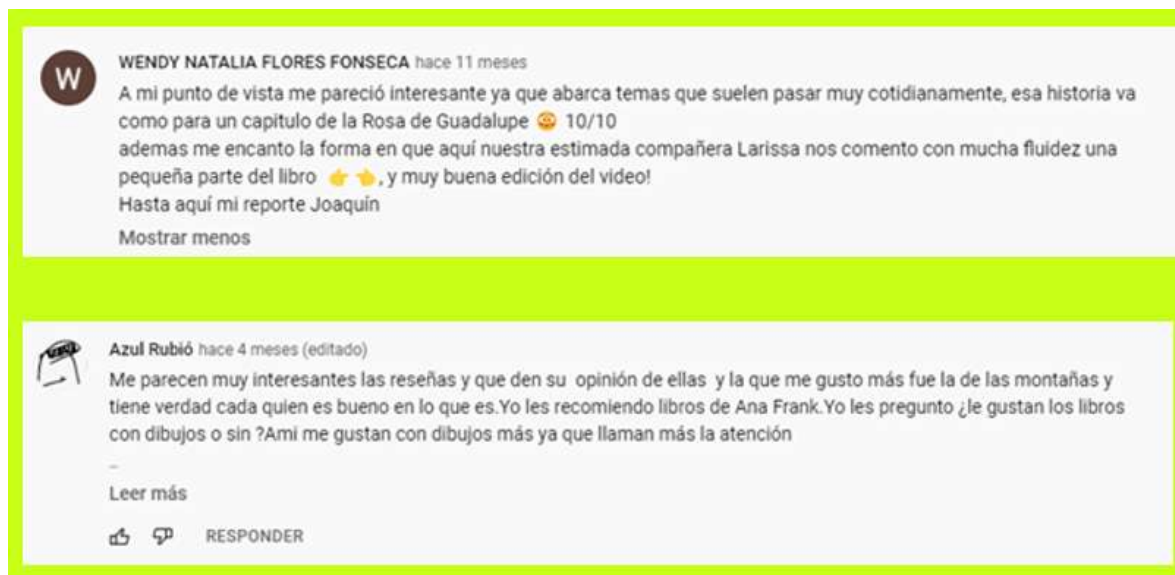 W
WENDY NATALIA FLORES FONSECA hace 11 meses
A mi punto de vista me pareció interesante ya que abarca temas que suelen pasar muy cotidianamente, esa historia va
como para un capitulo de la Rosa de Guadalupe 10/10
ademas me encanto la forma en que aquí nuestra estimada compañera Larissa nos comento con mucha fluidez una
pequeña parte del libro 👉 👈, y muy buena edición del video!
Hasta aquí mi reporte Joaquín
Mostrar menos
Azul Rubió hace 4 meses (editado)
Me parecen muy interesantes las reseñas y que den su opinión de ellas y la que me gusto más fue la de las montañas y
tiene verdad cada quien es bueno en lo que es.Yo les recomiendo libros de Ana Frank.Yo les pregunto ¿le gustan los libros
con dibujos o sin ?Ami me gustan con dibujos más ya que llaman más la atención
_
Leer más
RESPONDER